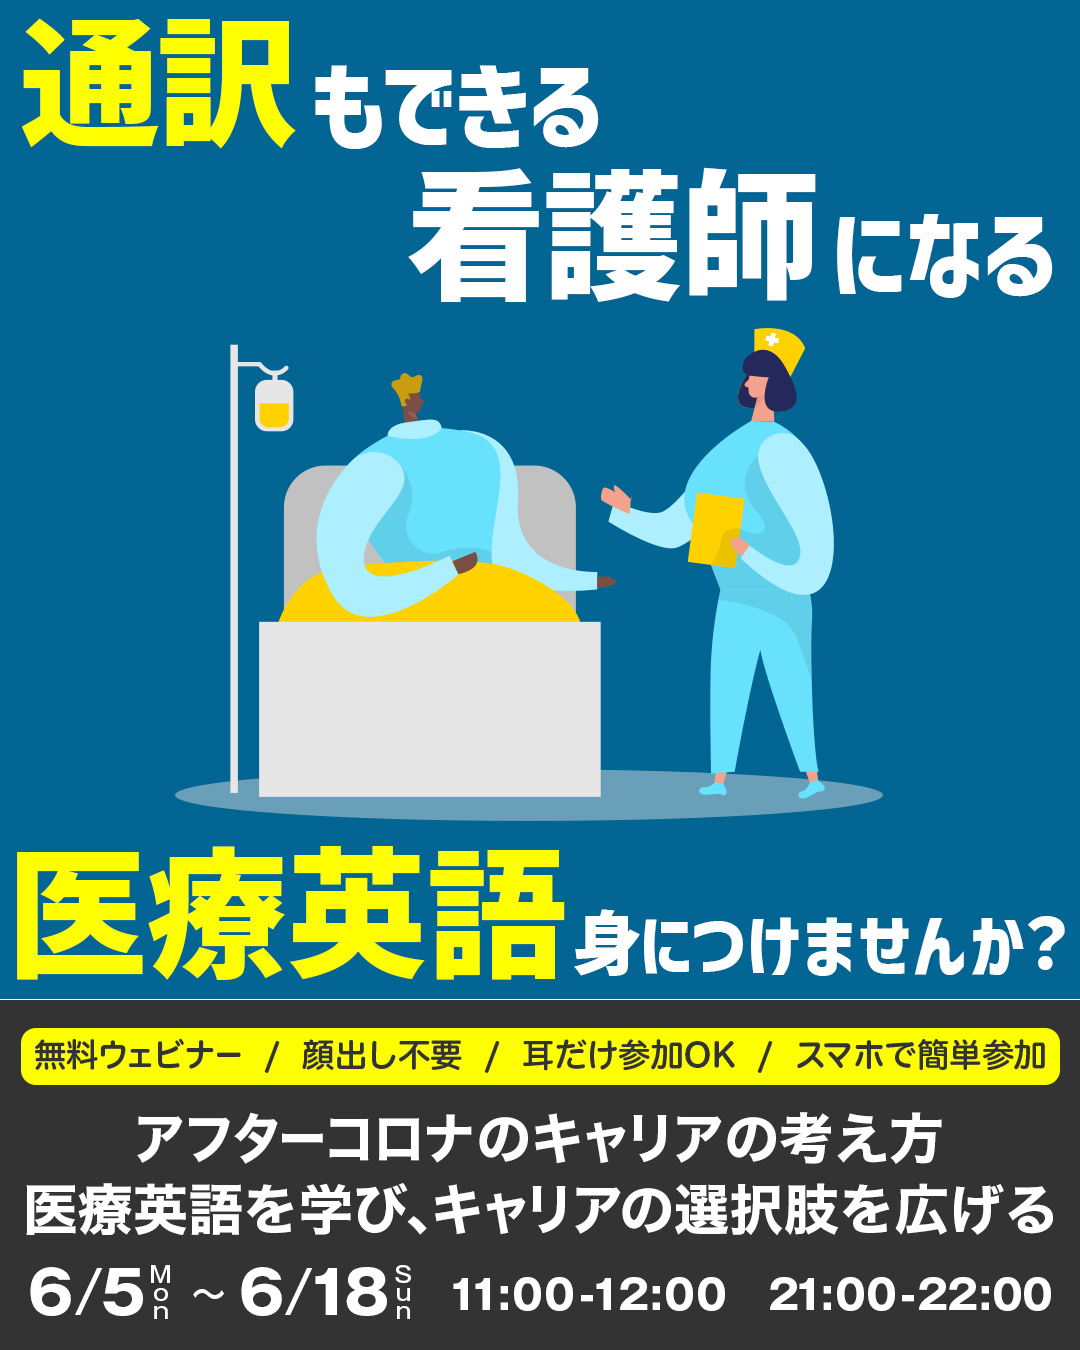 通訳もできる
看護師になる
医療英語身につけませんか?
無料ウェビナー / 顔出し不要 / 耳だけ参加OK / スマホで簡単参加
アフターコロナのキャリアの考え方
医療英語を学び、キャリアの選択肢を広げる
6/5 Mon ～ 6/18 Sun 11:00-12:00 21:00-22:00